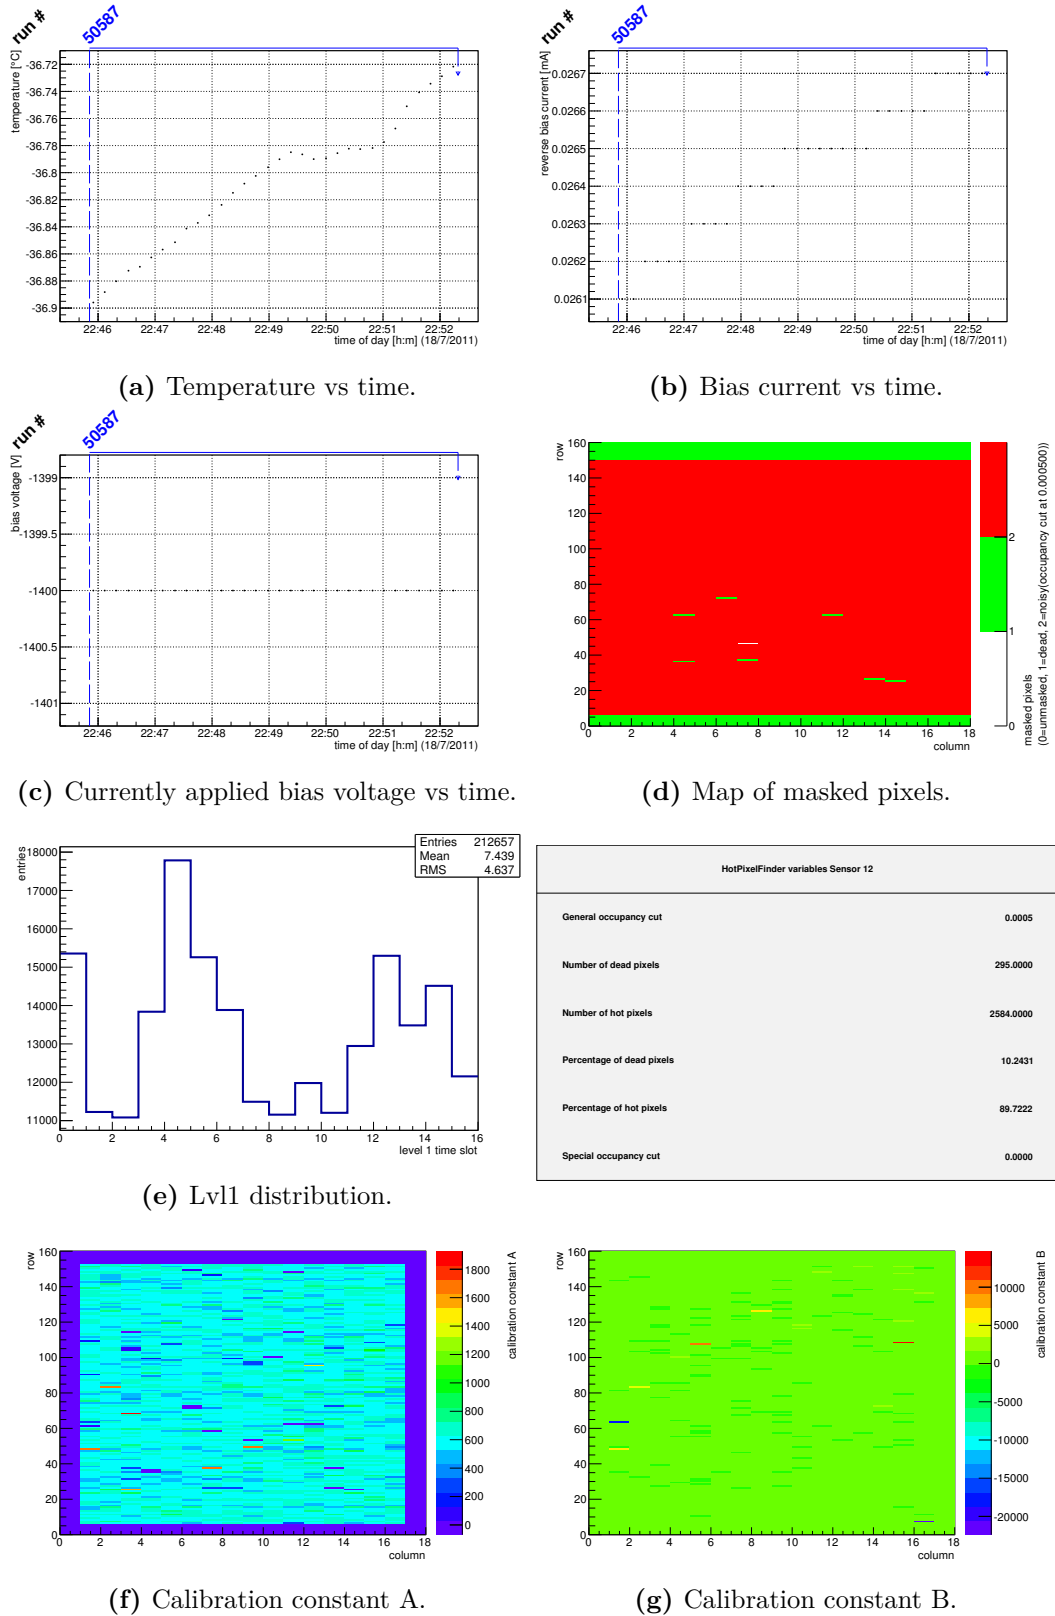 run # 50587
temperature [°C]
-36.72
-36.74
-36.76
-36.78
-36.8
-36.82
-36.84
-36.86
-36.88
-36.9
22:46 22:47 22:48 22:49 22:50 22:51 22:52
time of day [h:m] (18/7/2011)
(a) Temperature vs time.
run # 50587
reverse bias current [mA]
0.0267
0.0266
0.0265
0.0264
0.0263
0.0262
0.0261
22:46 22:47 22:48 22:49 22:50 22:51 22:52
time of day [h:m] (18/7/2011)
(b) Bias current vs time.
run # 50587
bias voltage [V]
-1399
-1399.5
-1400
-1400.5
-1401
22:46 22:47 22:48 22:49 22:50 22:51 22:52
time of day [h:m] (18/7/2011)
(c) Currently applied bias voltage vs time.
row
160
140
120
100
80
60
40
20
0
0 2 4 6 8 10 12 14 16 18
column
2
1
0
masked pixels
(0=unmasked, 1=dead, 2=noisy(occupancy cut at 0.000500))
(d) Map of masked pixels.
entries
18000
17000
16000
15000
14000
13000
12000
11000
0 2 4 6 8 10 12 14 16
level 1 time slot
Entries 212657
Mean 7.439
RMS 4.637
(e) Lvl1 distribution.
HotPixelFinder variables Sensor 12
General occupancy cut 0.0005
Number of dead pixels 295.0000
Number of hot pixels 2584.0000
Percentage of dead pixels 10.2431
Percentage of hot pixels 89.7222
Special occupancy cut 0.0000
row
160
140
120
100
80
60
40
20
0
0 2 4 6 8 10 12 14 16 18
column
1800
1600
1400
1200
1000
800
600
400
200
0
calibration constant A
(f) Calibration constant A.
row
160
140
120
100
80
60
40
20
0
0 2 4 6 8 10 12 14 16 18
column
10000
5000
0
-5000
-10000
-15000
-20000
calibration constant B
(g) Calibration constant B.